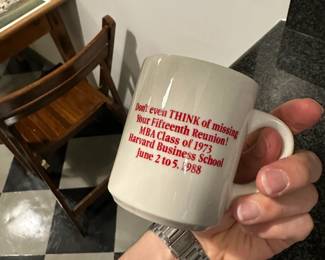 Don't even THINK of missing
Your Fifteenth Reunion!
MBA Class of 1973
Harvard Business School
June 2 to 5, 1988